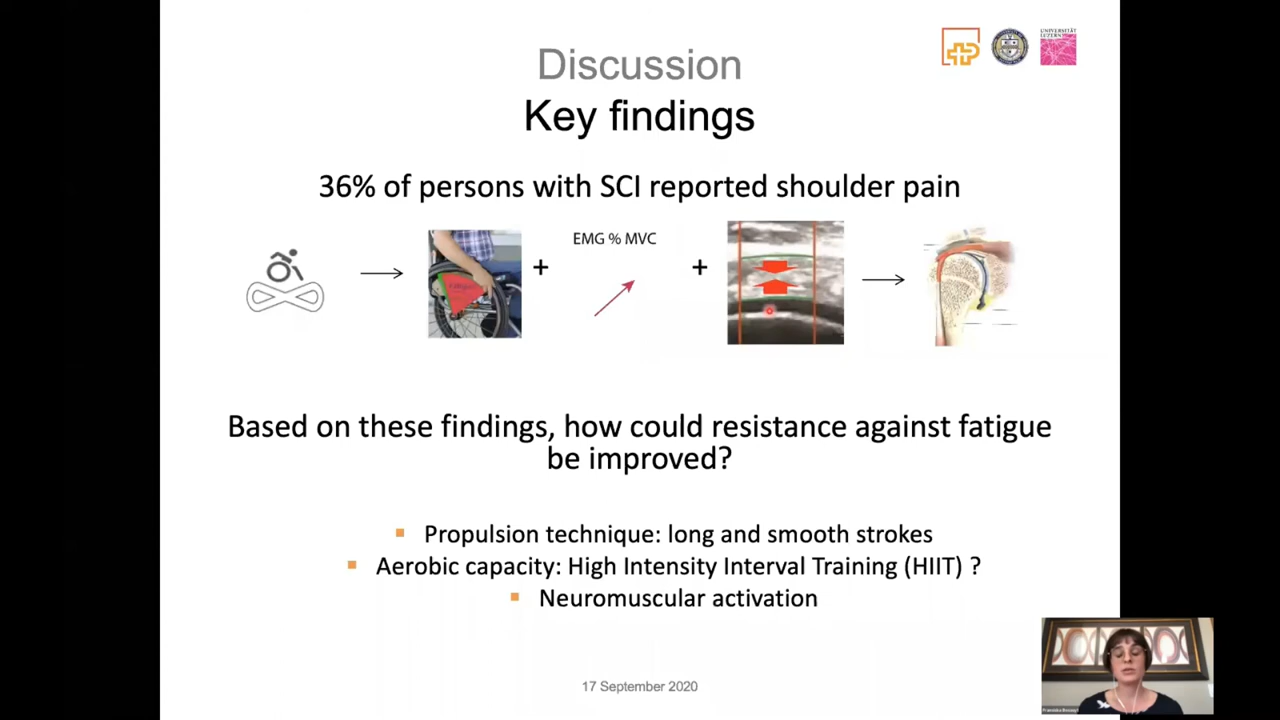 UNIVERSITÄT
LUZERN
Discussion
Key findings
36% of persons with SCI reported shoulder pain
EMG % MVC
+
+
Based on these findings, how could resistance against fatigue
be improved?
▪ Propulsion technique: long and smooth strokes
▪ Aerobic capacity: High Intensity Interval Training (HIIT) ?
▪ Neuromuscular activation
17 September 2020